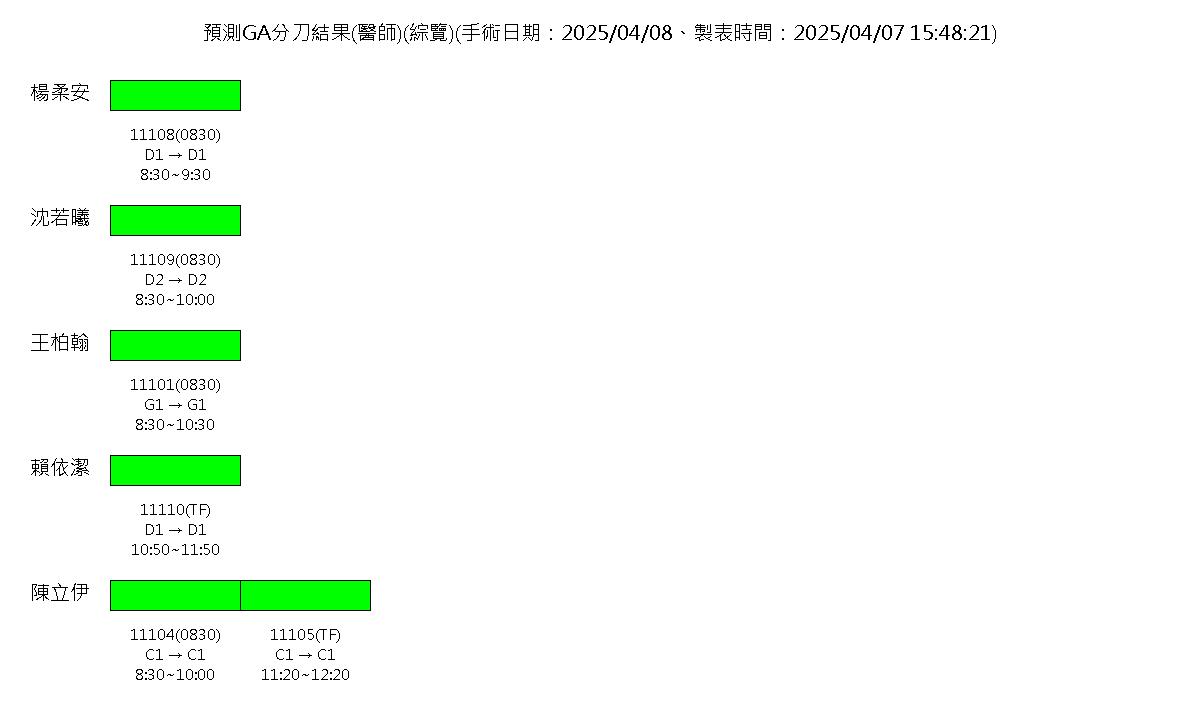 預測GA分刀結果(醫師)(綜覽)(手術日期：2025/04/08、製表時間：2025/04/07 15:48:21)
楊柔安
11108(0830)
D1 → D1
8:30~9:30
沈若曦
11109(0830)
D2 → D2
8:30~10:00
王柏翰
11101(0830)
G1 → G1
8:30~10:30
賴依潔
11110(TF)
D1 → D1
10:50~11:50
陳立伊
11104(0830) 11105(TF)
C1 → C1 C1 → C1
8:30~10:00 11:20~12:20